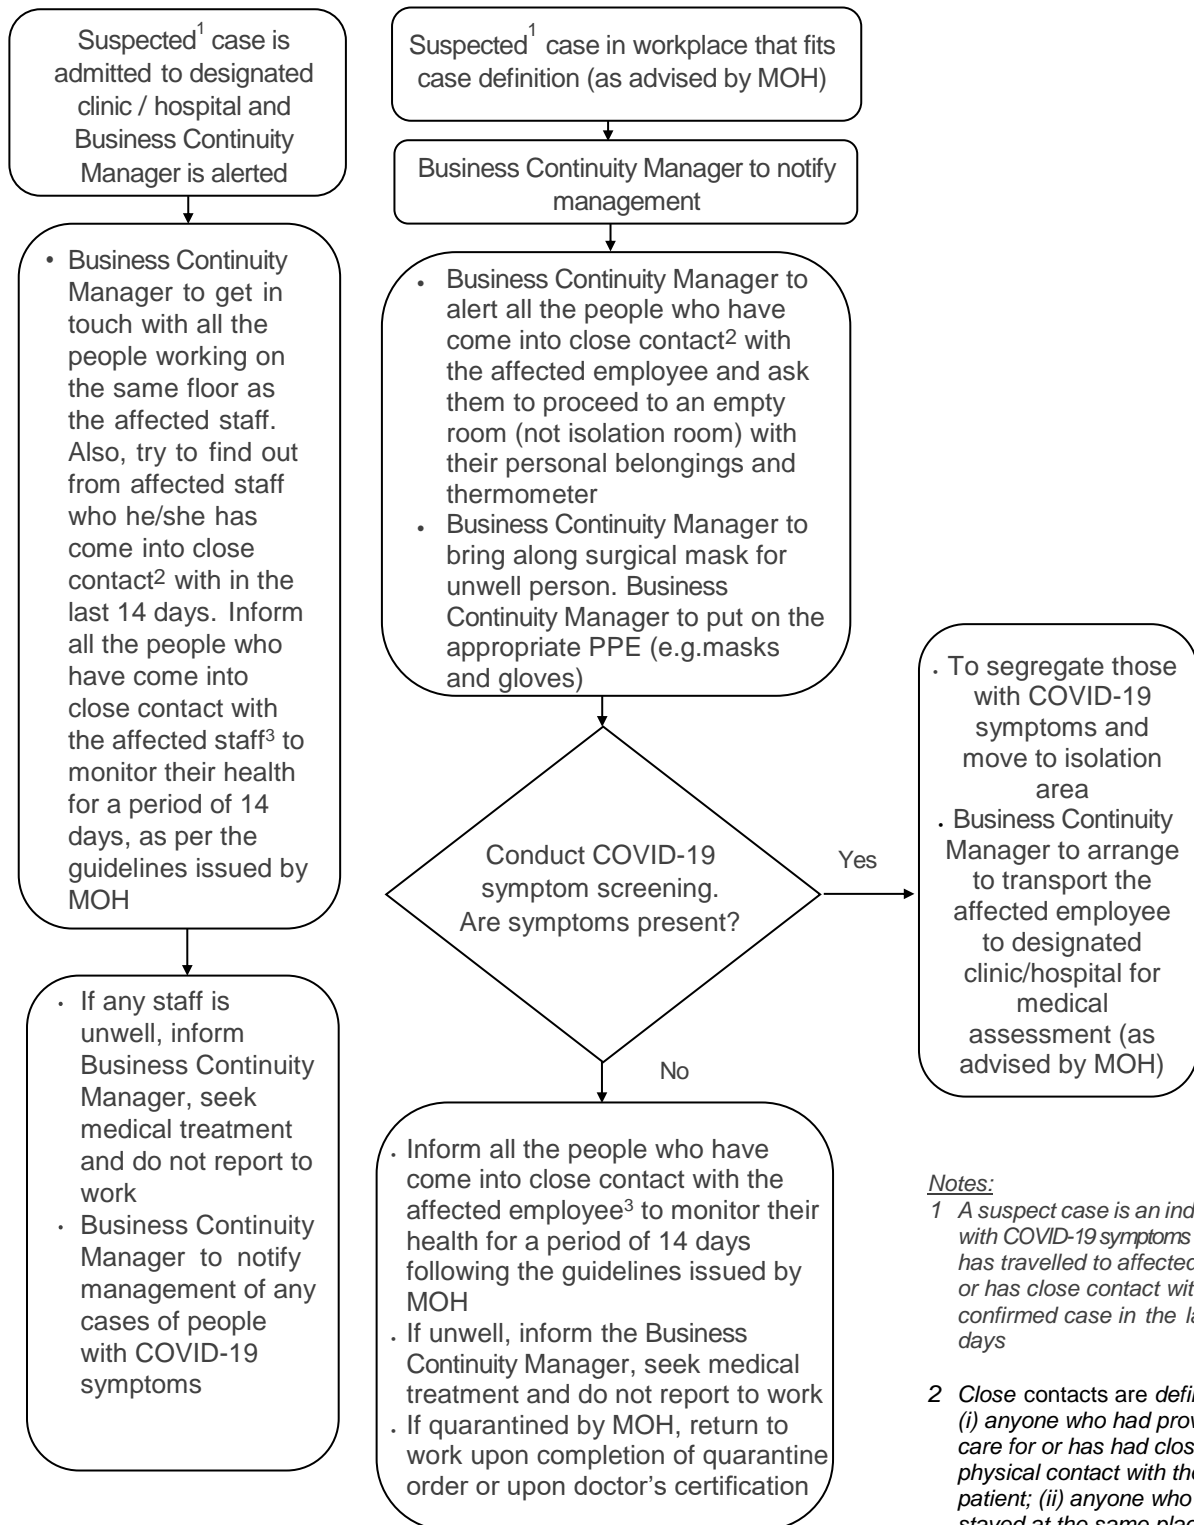 Suspected1 case is
admitted to designated
clinic / hospital and
Business Continuity
Manager is alerted
• Business Continuity
Manager to get in
touch with all the
people working on
the same floor as
the affected staff.
Also, try to find out
from affected staff
who he/she has
come into close
contact2 with in the
last 14 days. Inform
all the people who
have come into
close contact with
the affected staff3 to
monitor their health
for a period of 14
days, as per the
guidelines issued by
MOH
• If any staff is
unwell, inform
Business Continuity
Manager, seek
medical treatment
and do not report to
work
• Business Continuity
Manager to notify
management of any
cases of people
with COVID-19
symptoms
Suspected1 case in workplace that fits
case definition (as advised by MOH)
Business Continuity Manager to notify
management
• Business Continuity Manager to
alert all the people who have
come into close contact2 with
the affected employee and ask
them to proceed to an empty
room (not isolation room) with
their personal belongings and
thermometer
• Business Continuity Manager to
bring along surgical mask for
unwell person. Business
Continuity Manager to put on the
appropriate PPE (e.g.masks
and gloves)
Conduct COVID-19
symptom screening.
Are symptoms present?
Yes
No
• Inform all the people who have
come into close contact with the
affected employee3 to monitor their
health for a period of 14 days
following the guidelines issued by
MOH
• If unwell, inform the Business
Continuity Manager, seek medical
treatment and do not report to work
• If quarantined by MOH, return to
work upon completion of quarantine
order or upon doctor's certification
• To segregate those
with COVID-19
symptoms and
move to isolation
area
• Business Continuity
Manager to arrange
to transport the
affected employee
to designated
clinic/hospital for
medical
assessment (as
advised by MOH)
Notes:
1 A suspect case is an
with COVID-19 symptoms
has travelled to affected
or has close contact
confirmed case in the
days
2 Close contacts are
(i) anyone who had
care for or has had
physical contact with
patient; (ii) anyone who
stayed at the same